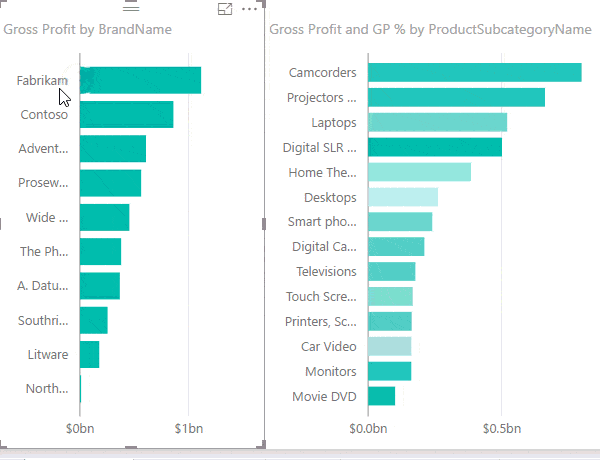 Gross Profit by BrandName
Fabrikam
Contoso
Advent...
Prosew...
Wide ...
The Ph...
A. Datu...
Southri...
Litware
North...
$0bn
$1bn
Gross Profit and GP % by ProductSubcategoryName
Camcorders
Projectors ...
Laptops
Digital SLR ...
Home The...
Desktops
Smart pho...
Digital Ca...
Televisions
Touch Scre...
Printers, Sc...
Car Video
Monitors
Movie DVD
$0.0bn
$0.5bn